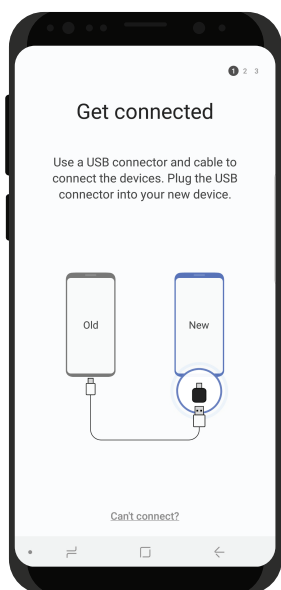 1 2 3
Get connected
Use a USB connector and cable to
connect the devices. Plug the USB
connector into your new device.
Old
New
Can't connect?